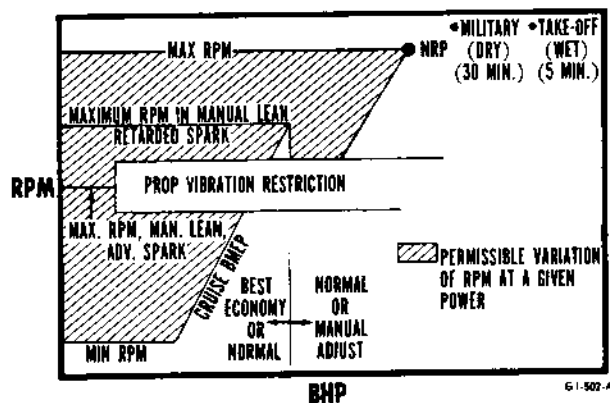 MAX RPM
NRP
•MILITARY
(DRY)
(30 MIN.)
•TAKE-OFF
(WET)
(5 MIN.)
MAXIMUM RPM IN MANUAL LEAN
RETARDED SPARK
RPM
PROP VIBRATION RESTRICTION
MAX. RPM, MAN. LEAN,
ADV. SPARK
CRUISE BMEP
PERMISSIBLE VARIATION
OF RPM AT A GIVEN
POWER
BEST
ECONOMY
OR
NORMAL
NORMAL
OR
MANUAL
ADJUST
MIN RPM
BHP
G1-502-A